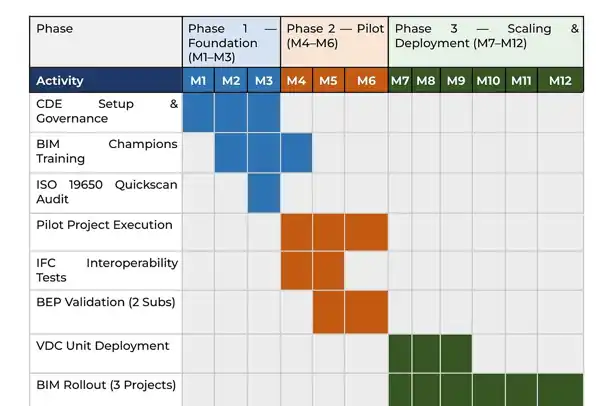 Phase
Phase 1 —
Foundation
(M1–M3)
Phase 2 – Pilot
(M4–M6)
Phase 3 — Scaling &
Deployment (M7–M12)
Activity M1 M2 M3 M4 M5 M6 M7 M8 M9 M10 M11 M12
CDE Setup &
Governance
BIM Champions
Training
ISO 19650 Quickscan
Audit
Pilot Project Execution
IFC Interoperability
Tests
BEP Validation (2 Subs)
VDC Unit Deployment
BIM Rollout (3 Projects)